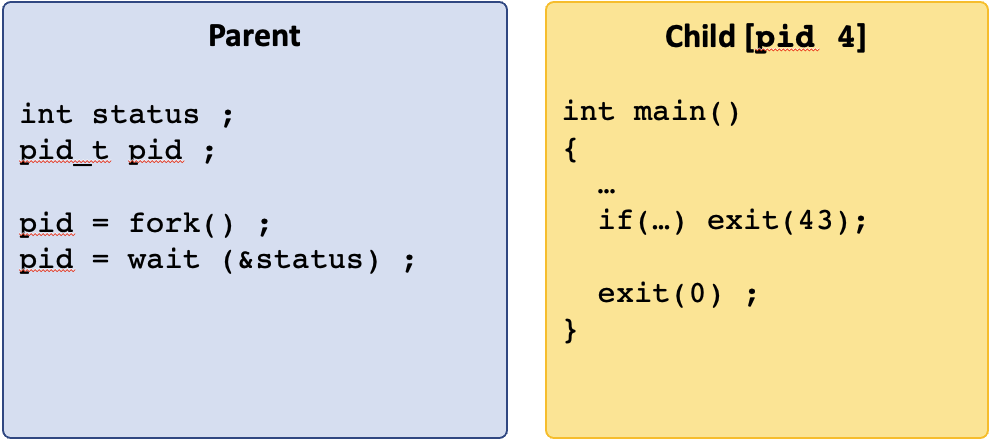 Parent
int status ;
pid_t pid ;
pid = fork() ;
pid = wait (&status) ;
Child [pid 4]
int main()
{
…
if(…) exit(43);
exit(0) ;
}